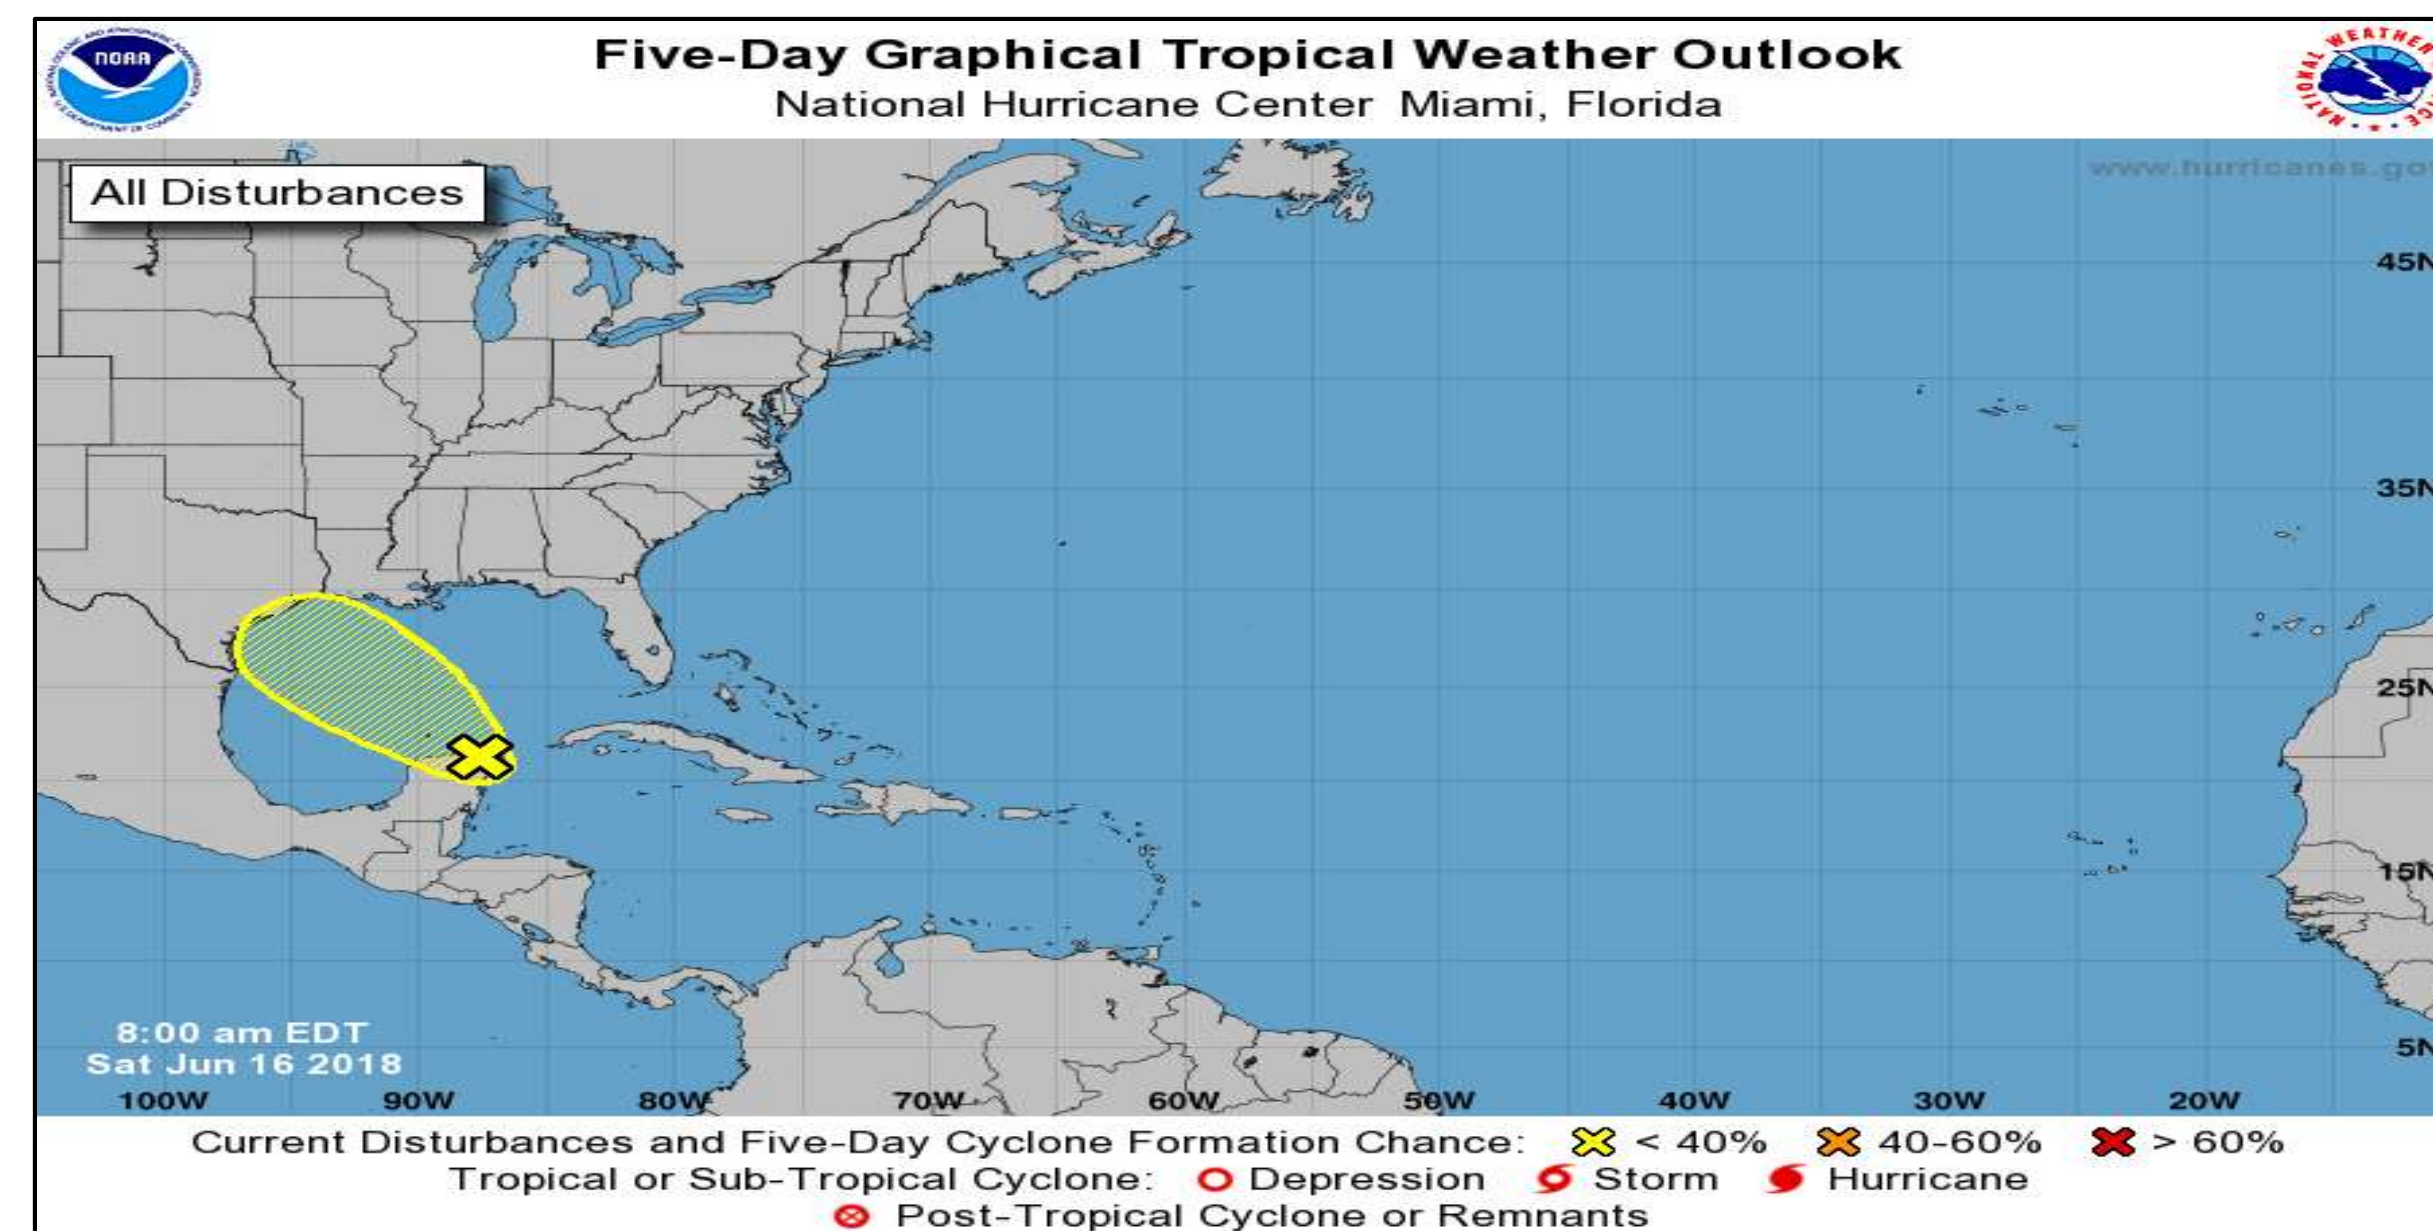 NOAA
Five-Day Graphical Tropical Weather Outlook
National Hurricane Center Miami, Florida
NATIONAL WEATHER
All Disturbances
www.hurricanes.gov
45N
35N
25N
15N
5N
8:00 am EDT
Sat Jun 16 2018
100W 90W 80W 70W 60W 50W 40W 30W 20W
Current Disturbances and Five-Day Cyclone Formation Chance: < 40% 40-60% > 60%
Tropical or Sub-Tropical Cyclone: Depression Storm Hurricane
Post-Tropical Cyclone or Remnants